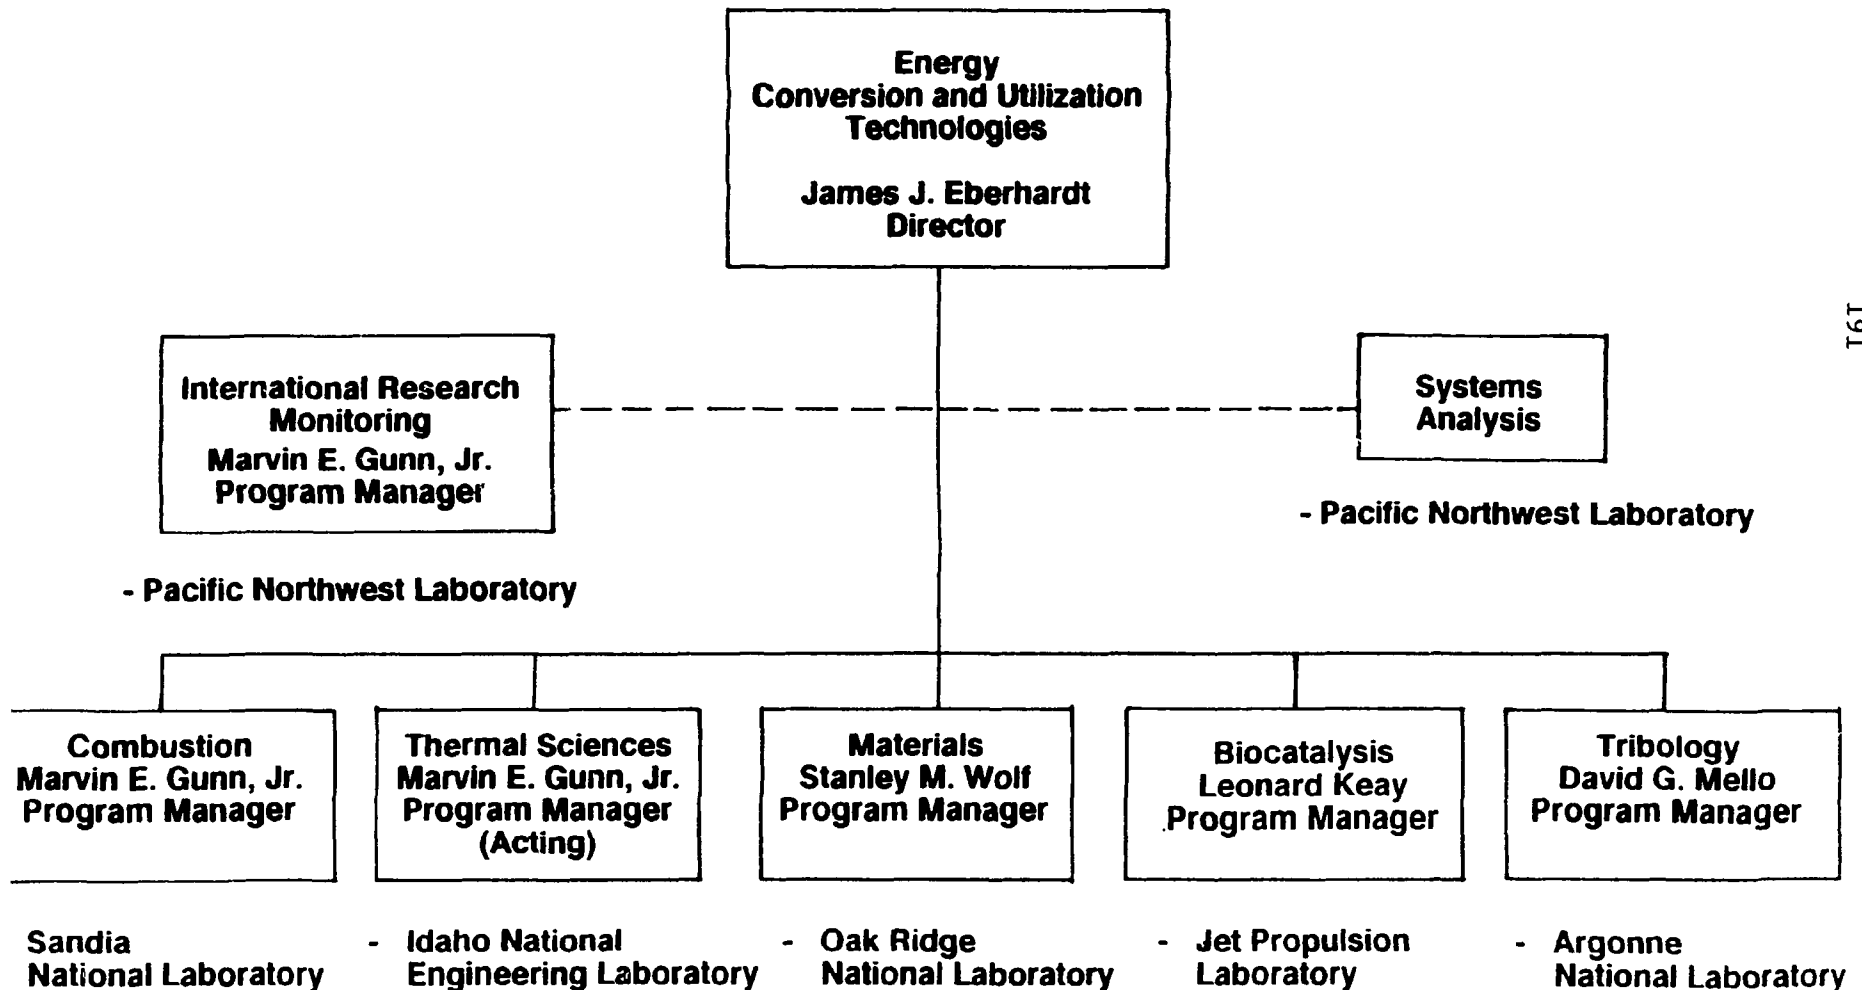 Energy
Conversion and Utilization
Technologies
James J. Eberhardt
Director
191
International Research
Monitoring
Marvin E. Gunn, Jr.
Program Manager
- Pacific Northwest Laboratory
Systems
Analysis
- Pacific Northwest Laboratory
Combustion
Marvin E. Gunn, Jr.
Program Manager
Sandia
National Laboratory
Thermal Sciences
Marvin E. Gunn, Jr.
Program Manager
(Acting)
- Idaho National
Engineering Laboratory
Materials
Stanley M. Wolf
Program Manager
- Oak Ridge
National Laboratory
Biocatalysis
Leonard Keay
Program Manager
- Jet Propulsion
Laboratory
Tribology
David G. Mello
Program Manager
- Argonne
National Laboratory